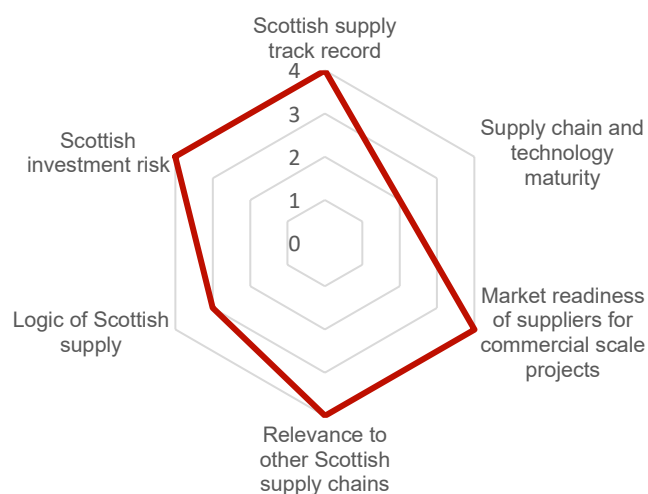 Scottish supply
track record
4
3
2
1
0
Supply chain and
technology
maturity
Market readiness
of suppliers for
commercial scale
projects
Relevance to
other Scottish
supply chains
Logic of Scottish
supply
Scottish
investment risk